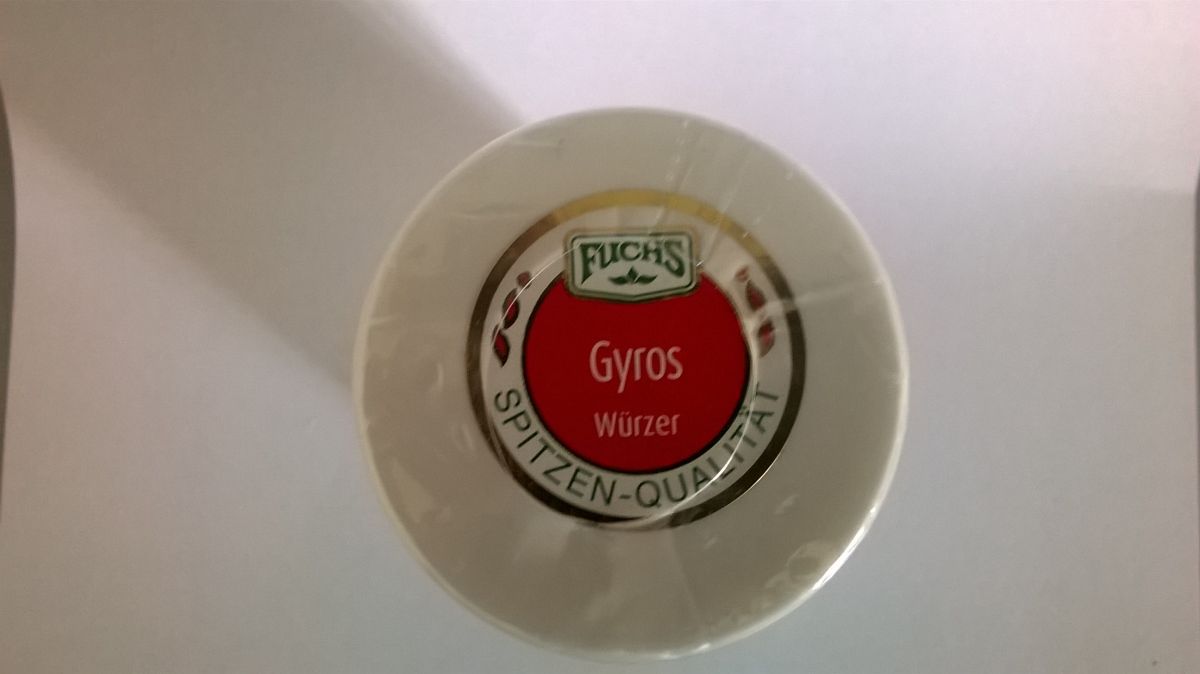 FUCHS
Gyros
Würzer
SPITZEN-QUALITÄT